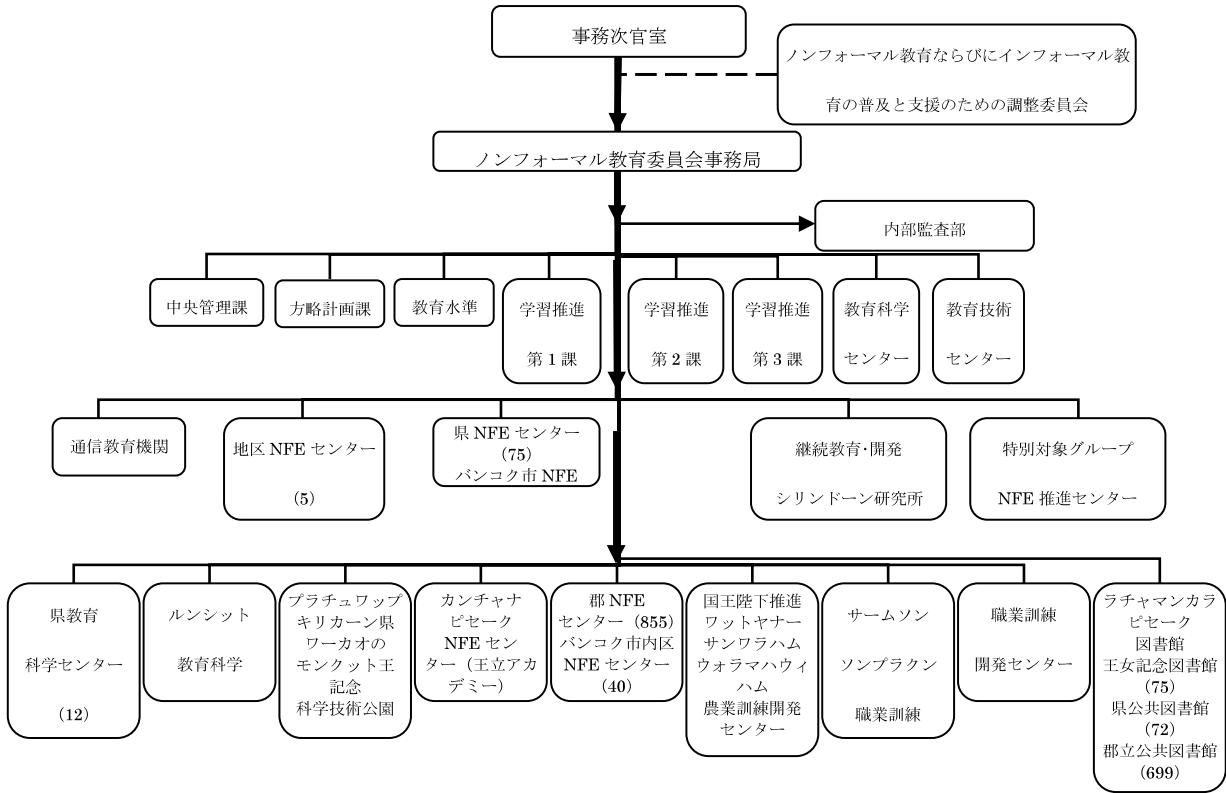 事務次官室
ノンフォーマル教育ならびにインフォーマル教
育の普及と支援のための調整委員会
ノンフォーマル教育委員会事務局
内部監査部
中央管理課
方略計画課
教育水準
学習推進
第 1 課
学習推進
第 2 課
学習推進
第 3 課
教育科学
センター
教育技術
センター
通信教育機関
地区 NFE センター
（5）
県 NFE センター
（75）
バンコク市 NFE
継続教育･開発
シリンドーン研究所
特別対象グループ
NFE 推進センター
県教育
科学センター
（12）
ルンシット
教育科学
プラチュワップ
キリカーン県
ワーカオの
モンクット王
記念
科学技術公園
カンチャナ
ピセーク
NFE セン
ター（王立アカ
デミー）
郡 NFE
センター（855）
バンコク市内区
NFE センター
（40）
国王陛下推進
ワットヤナー
サンワラハム
ウォラマハウィ
ハム
農業訓練開発
センター
サームソン
ソンプラクン
職業訓練
職業訓練
開発センター
ラチャマンカラ
ピセーク
図書館
王女記念図書館
（75）
県公共図書館
（72）
郡立公共図書館
（699）